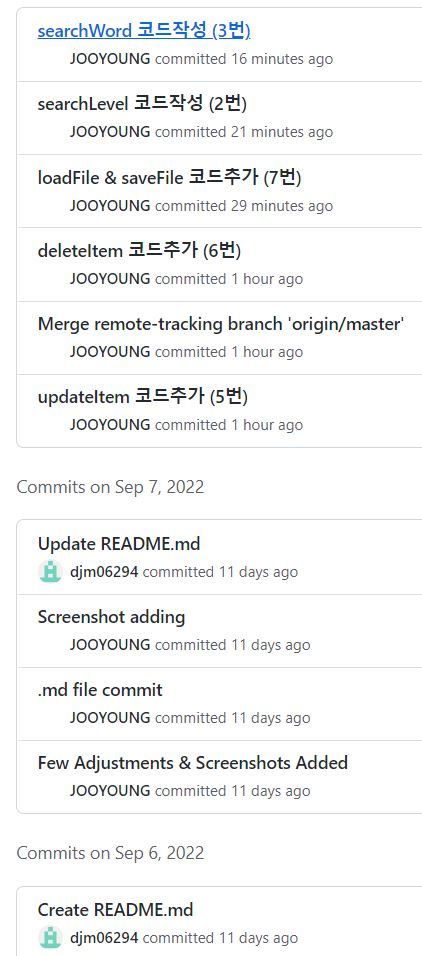 searchWord 코드작성 (3번)
JOOYOUNG committed 16 minutes ago
searchLevel 코드작성 (2번)
JOOYOUNG committed 21 minutes ago
loadFile & saveFile 코드추가 (7번)
JOOYOUNG committed 29 minutes ago
deleteItem 코드추가 (6번)
JOOYOUNG committed 1 hour ago
Merge remote-tracking branch 'origin/master'
JOOYOUNG committed 1 hour ago
updateItem 코드추가 (5번)
JOOYOUNG committed 1 hour ago
Commits on Sep 7, 2022
Update README.md
djm06294 committed 11 days ago
Screenshot adding
JOOYOUNG committed 11 days ago
.md file commit
JOOYOUNG committed 11 days ago
Few Adjustments & Screenshots Added
JOOYOUNG committed 11 days ago
Commits on Sep 6, 2022
Create README.md
djm06294 committed 11 days ago